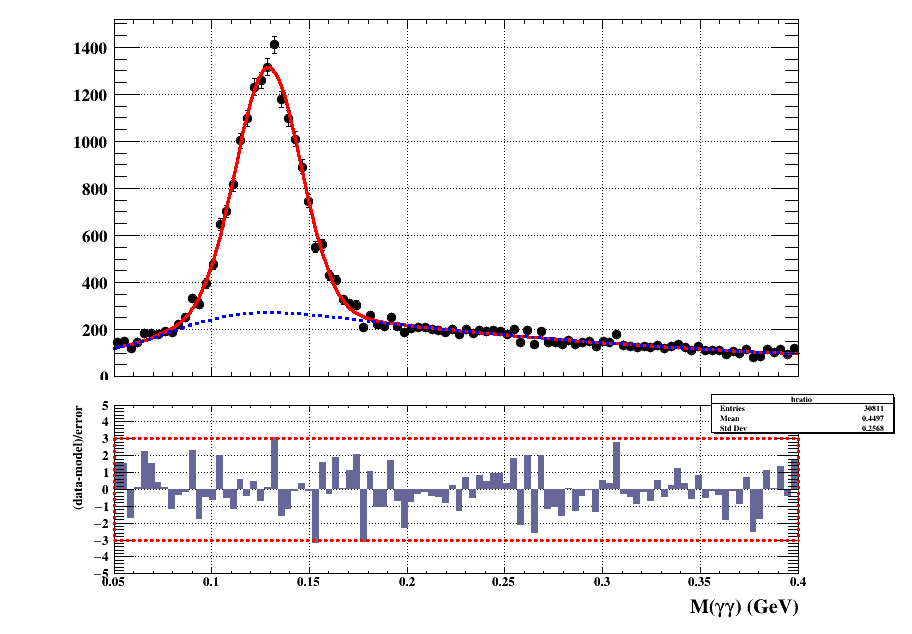 1400
1200
1000
800
600
400
200
0
(data-model)/error
5
4
3
2
1
0
−1
−2
−3
−4
−5
hratio
Entries 30811
Mean 0.4497
Std Dev 0.2568
0.05 0.1 0.15 0.2 0.25 0.3 0.35 0.4
M(γγ) (GeV)